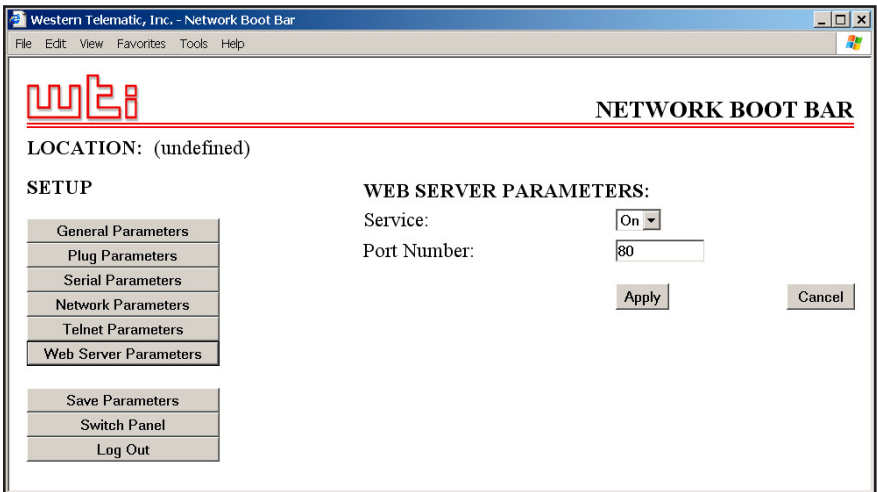 Western Telematic, Inc. - Network Boot Bar
File Edit View Favorites Tools Help
wti
NETWORK BOOT BAR
LOCATION: (undefined)
SETUP
General Parameters
Plug Parameters
Serial Parameters
Network Parameters
Telnet Parameters
Web Server Parameters
Save Parameters
Switch Panel
Log Out
WEB SERVER PARAMETERS:
Service: On
Port Number: 80
Apply Cancel